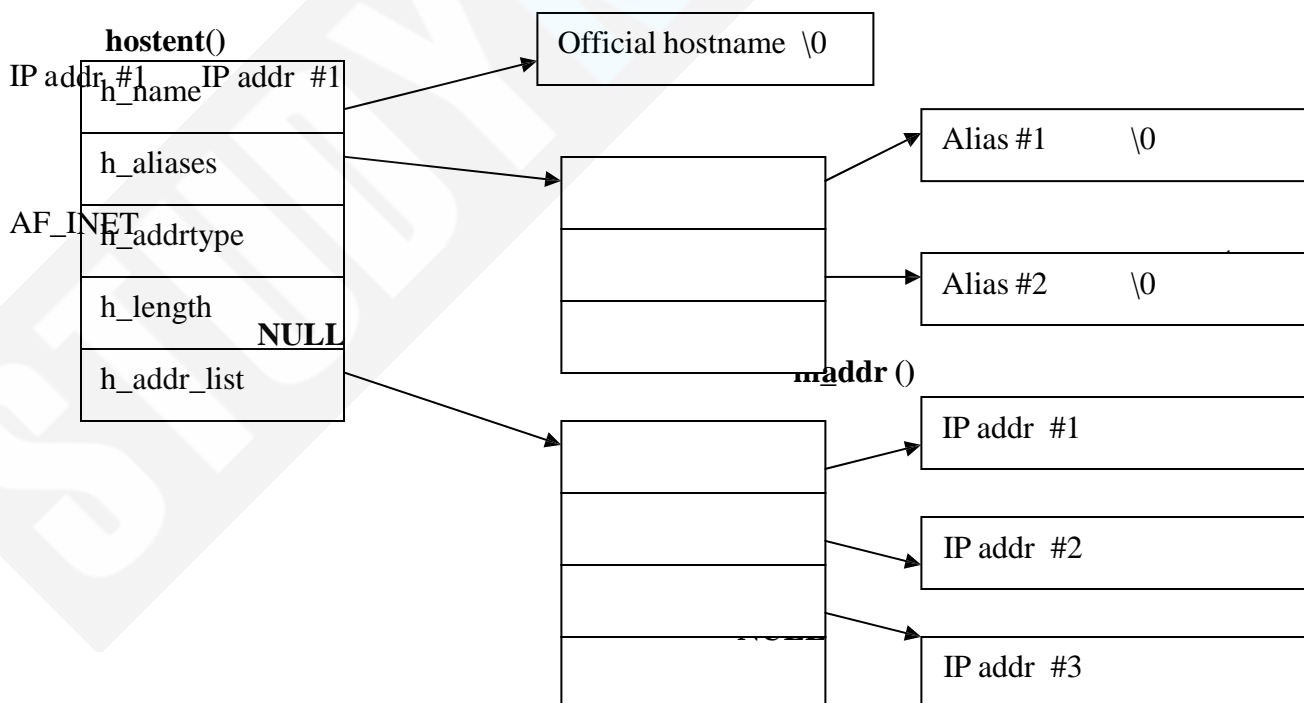 hostent()
Official hostname \0
IP addr #1 IP addr #1
h_name
Alias #1 \0
h_aliases
AF_INET
h_addrtype
Alias #2 \0
h_length
NULL
addr ()
h_addr_list
IP addr #1
IP addr #2
IP addr #3
STUDY